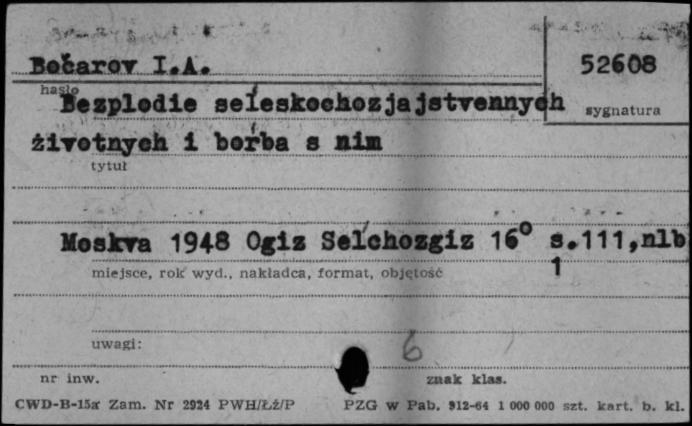 Bočarov I.A.
52608
hasło
Bezplodie seleskochozjajstvennych
sygnatura
životnych i borba s nim
tytuł
Moskva 1948 Ogiz Selchozgiz 16° s.111,nlb
1
miejsce, rok wyd., nakładca, format, objętość
uwagi:
6
nr inw.
znak klas.
CWD-B-15a Zam. Nr 2924 PWH/Łż/P PZG w Pab. 912-64 1 000 000 szt. kart. b. kl.